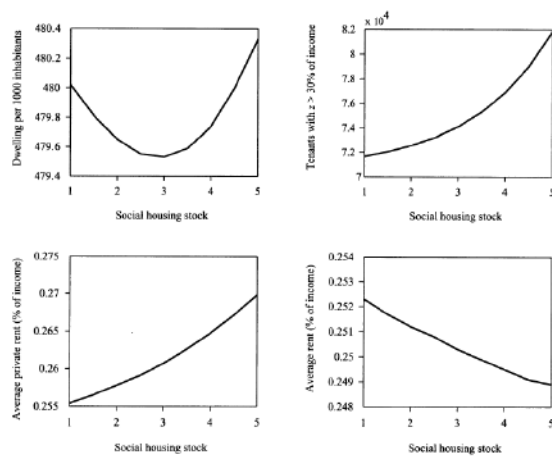 480.4
480.2
480
479.8
479.6
479.4
1 2 3 4 5
Dwelling per 1000 inhabitants
Social housing stock
× 10⁴
8.2
8
7.8
7.6
7.4
7.2
7
1 2 3 4 5
Tenants with z > 30% of income
Social housing stock
0.275
0.27
0.265
0.26
0.255
1 2 3 4 5
Average private rent (% of income)
Social housing stock
0.254
0.253
0.252
0.251
0.25
0.249
0.248
1 2 3 4 5
Average rent (% of income)
Social housing stock